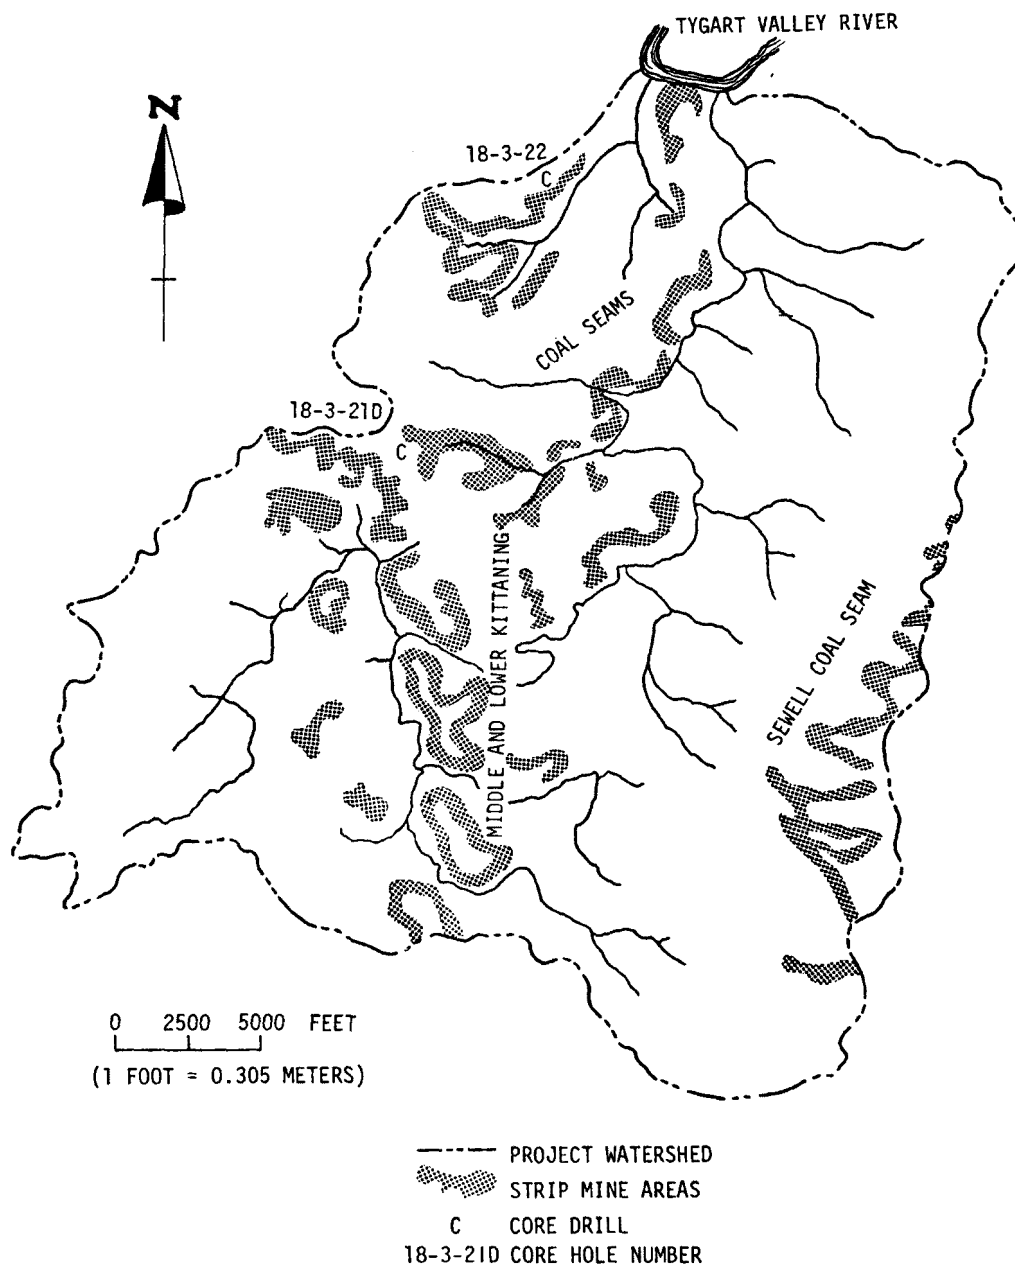 TYGART VALLEY RIVER
N
18-3-22
C
COAL SEAMS
18-3-21D
C
MIDDLE AND LOWER KITTANING
SEWELL COAL SEAM
0 2500 5000 FEET
(1 FOOT = 0.305 METERS)
PROJECT WATERSHED
STRIP MINE AREAS
C CORE DRILL
18-3-21D CORE HOLE NUMBER